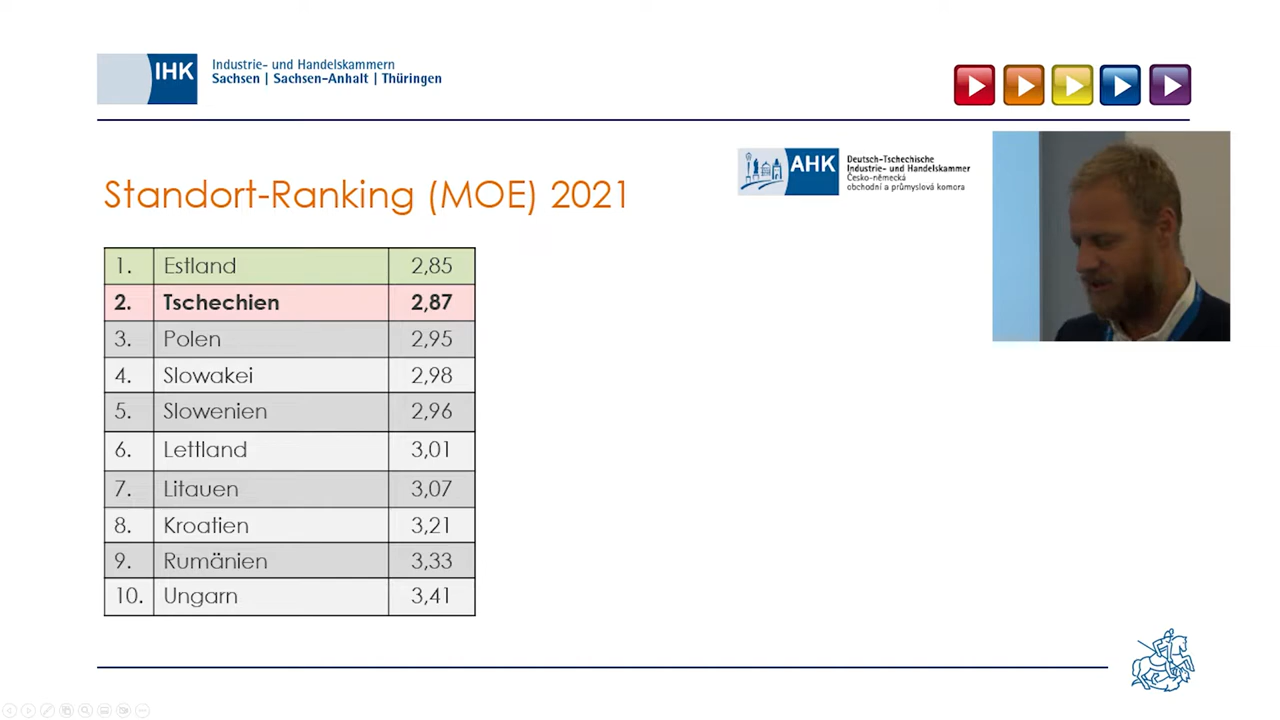 IHK
Industrie- und Handelskammern
Sachsen | Sachsen-Anhalt | Thüringen
AHK
Deutsch-Tschechische
Industrie- und Handelskammer
Česko-německá
obchodní a průmyslová komora
Standort-Ranking (MOE) 2021
1. Estland 2,85
2. Tschechien 2,87
3. Polen 2,95
4. Slowakei 2,98
5. Slowenien 2,96
6. Lettland 3,01
7. Litauen 3,07
8. Kroatien 3,21
9. Rumänien 3,33
10. Ungarn 3,41